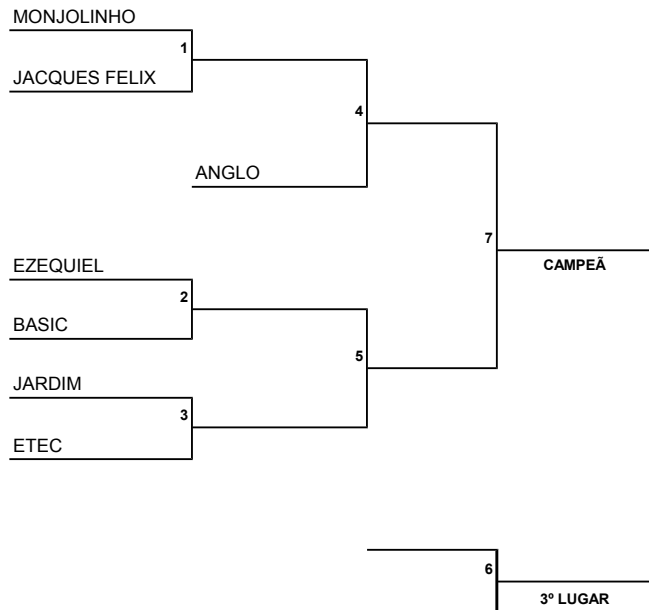 MONJOLINHO
1
JACQUES FELIX
4
ANGLO
7
CAMPEÃ
EZEQUIEL
2
BASIC
5
JARDIM
3
ETEC
6
3º LUGAR